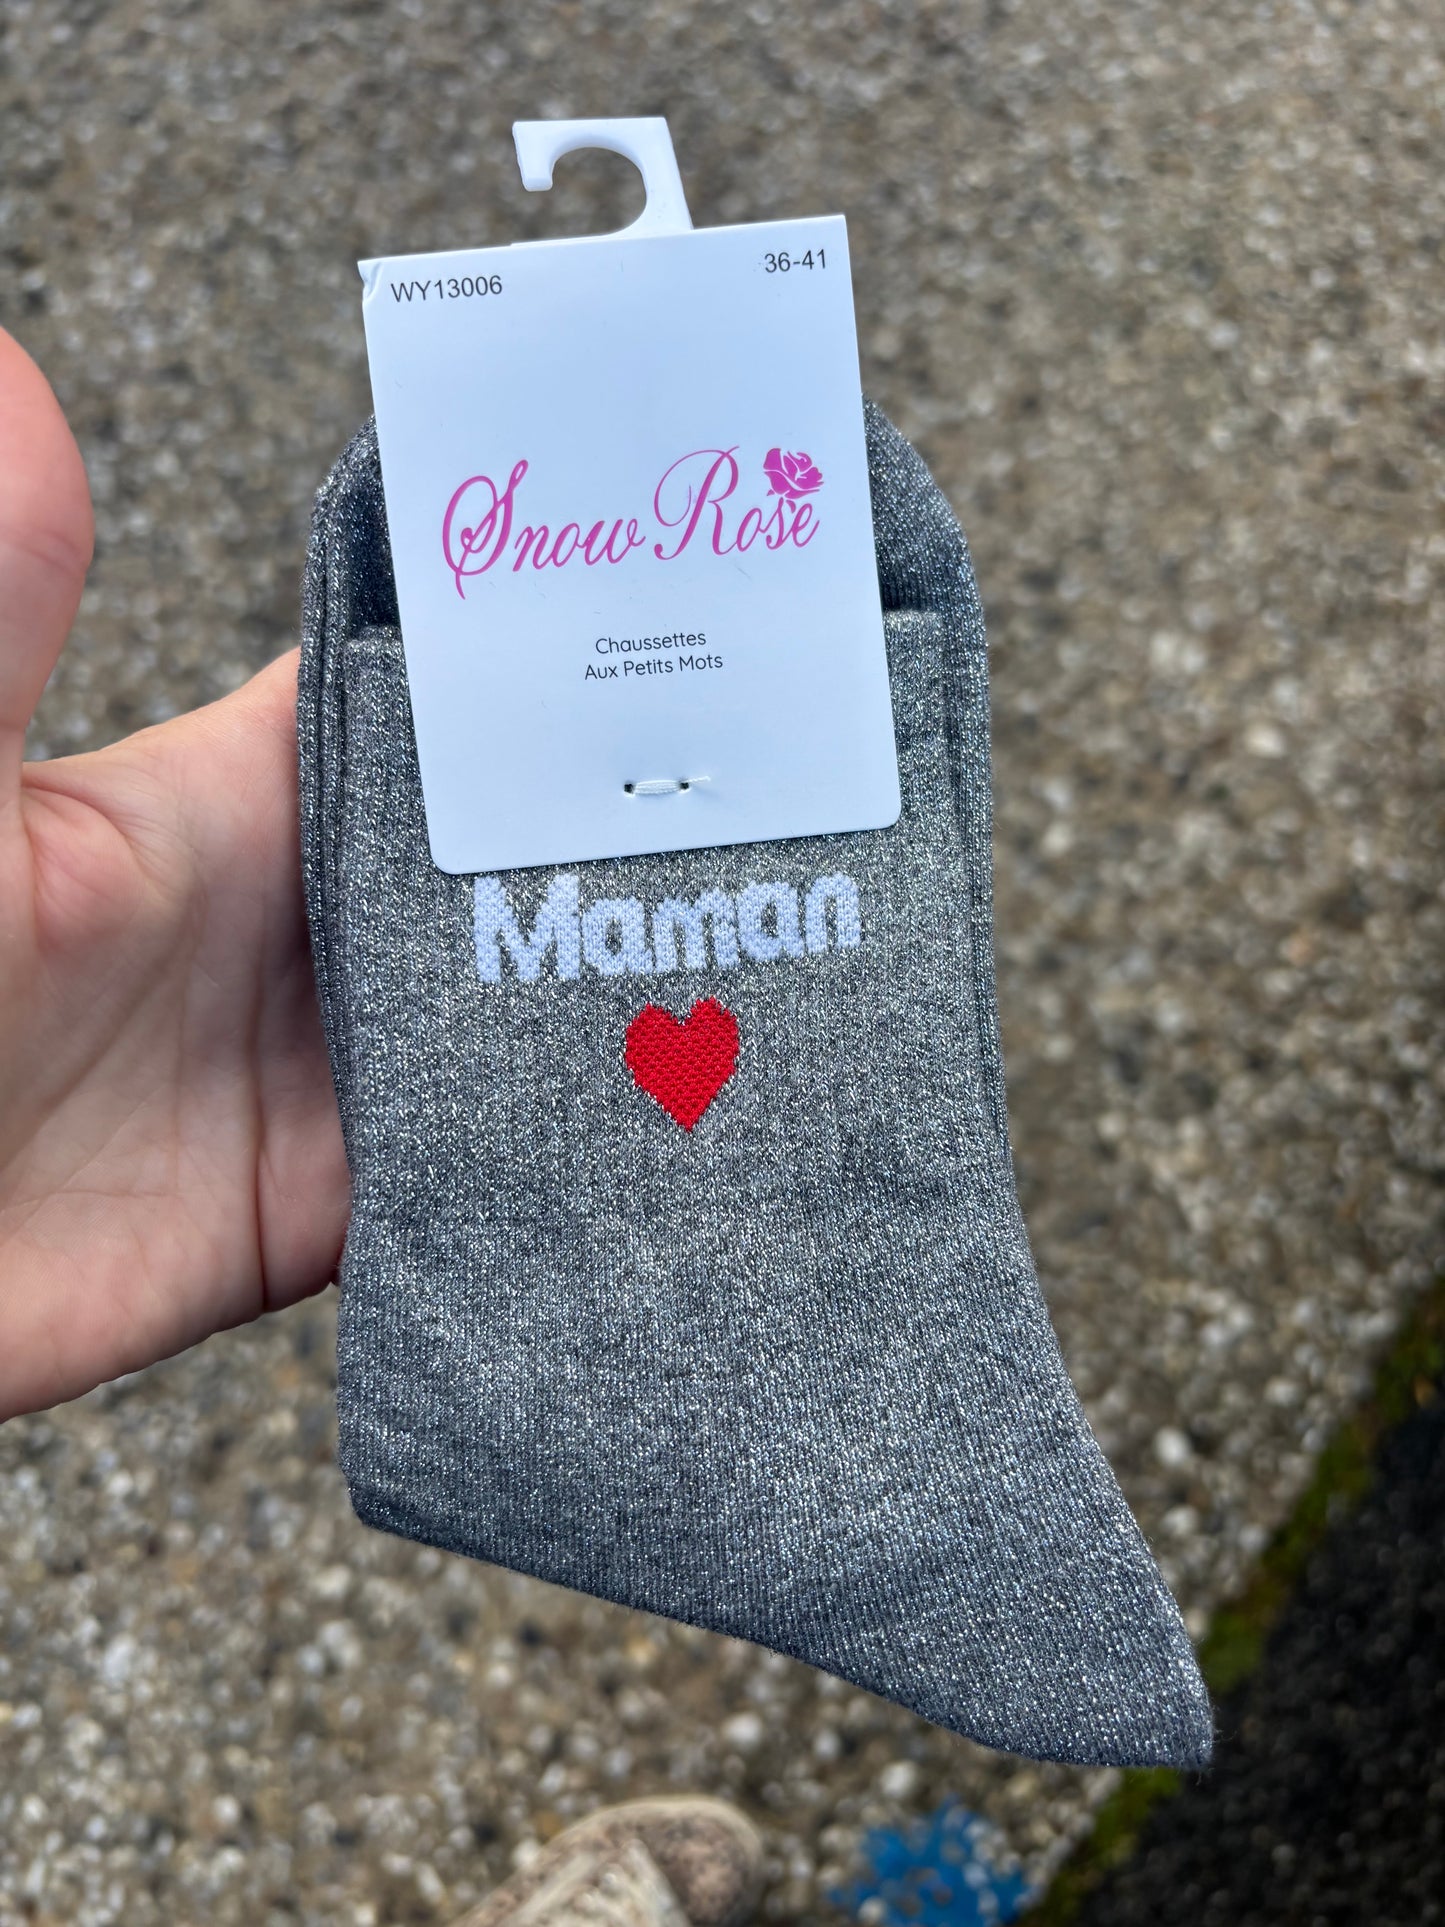 WY13006
36-41
Snow Rose
Chaussettes
Aux Petits Mots
Maman